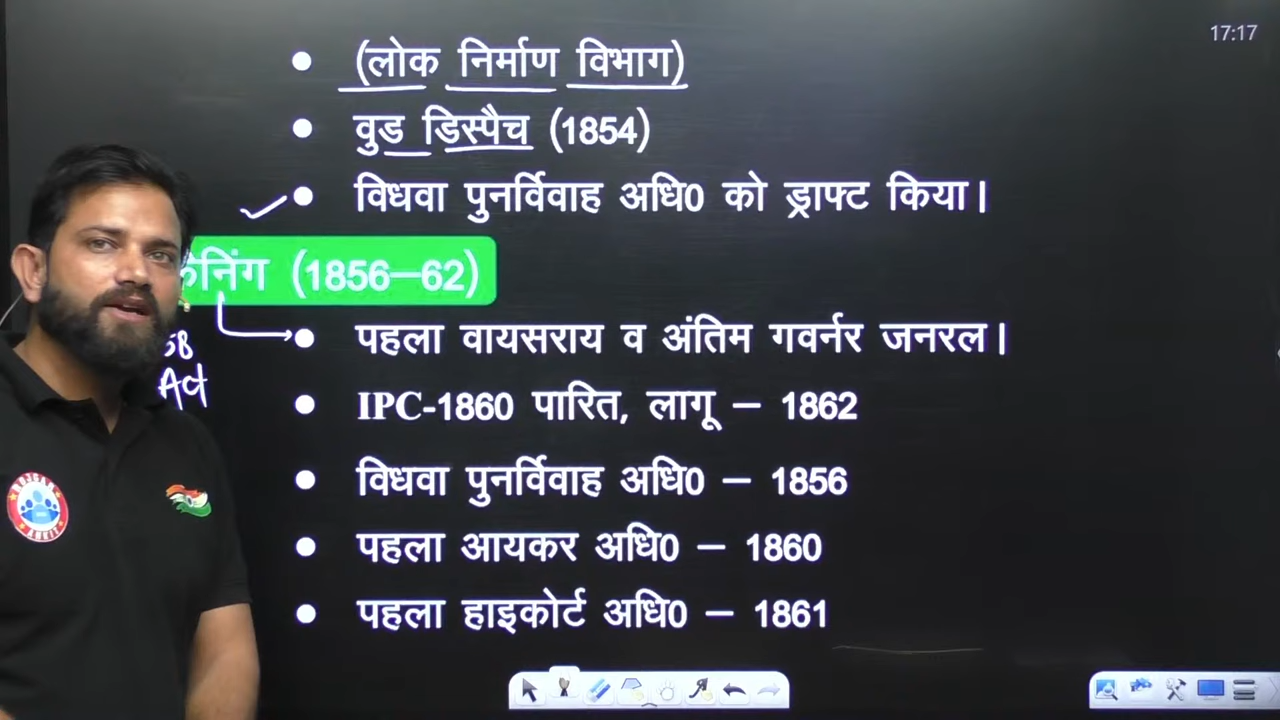 17:17
(लोक निर्माण विभाग)
वुड डिस्पैच (1854)
विधवा पुनर्विवाह अधि0 को ड्राफ्ट किया।
कैनिंग (1856–62)
पहला वायसराय व अंतिम गवर्नर जनरल।
58
Act
IPC-1860 पारित, लागू – 1862
विधवा पुनर्विवाह अधि0 – 1856
पहला आयकर अधि0 – 1860
पहला हाइकोर्ट अधि0 – 1861